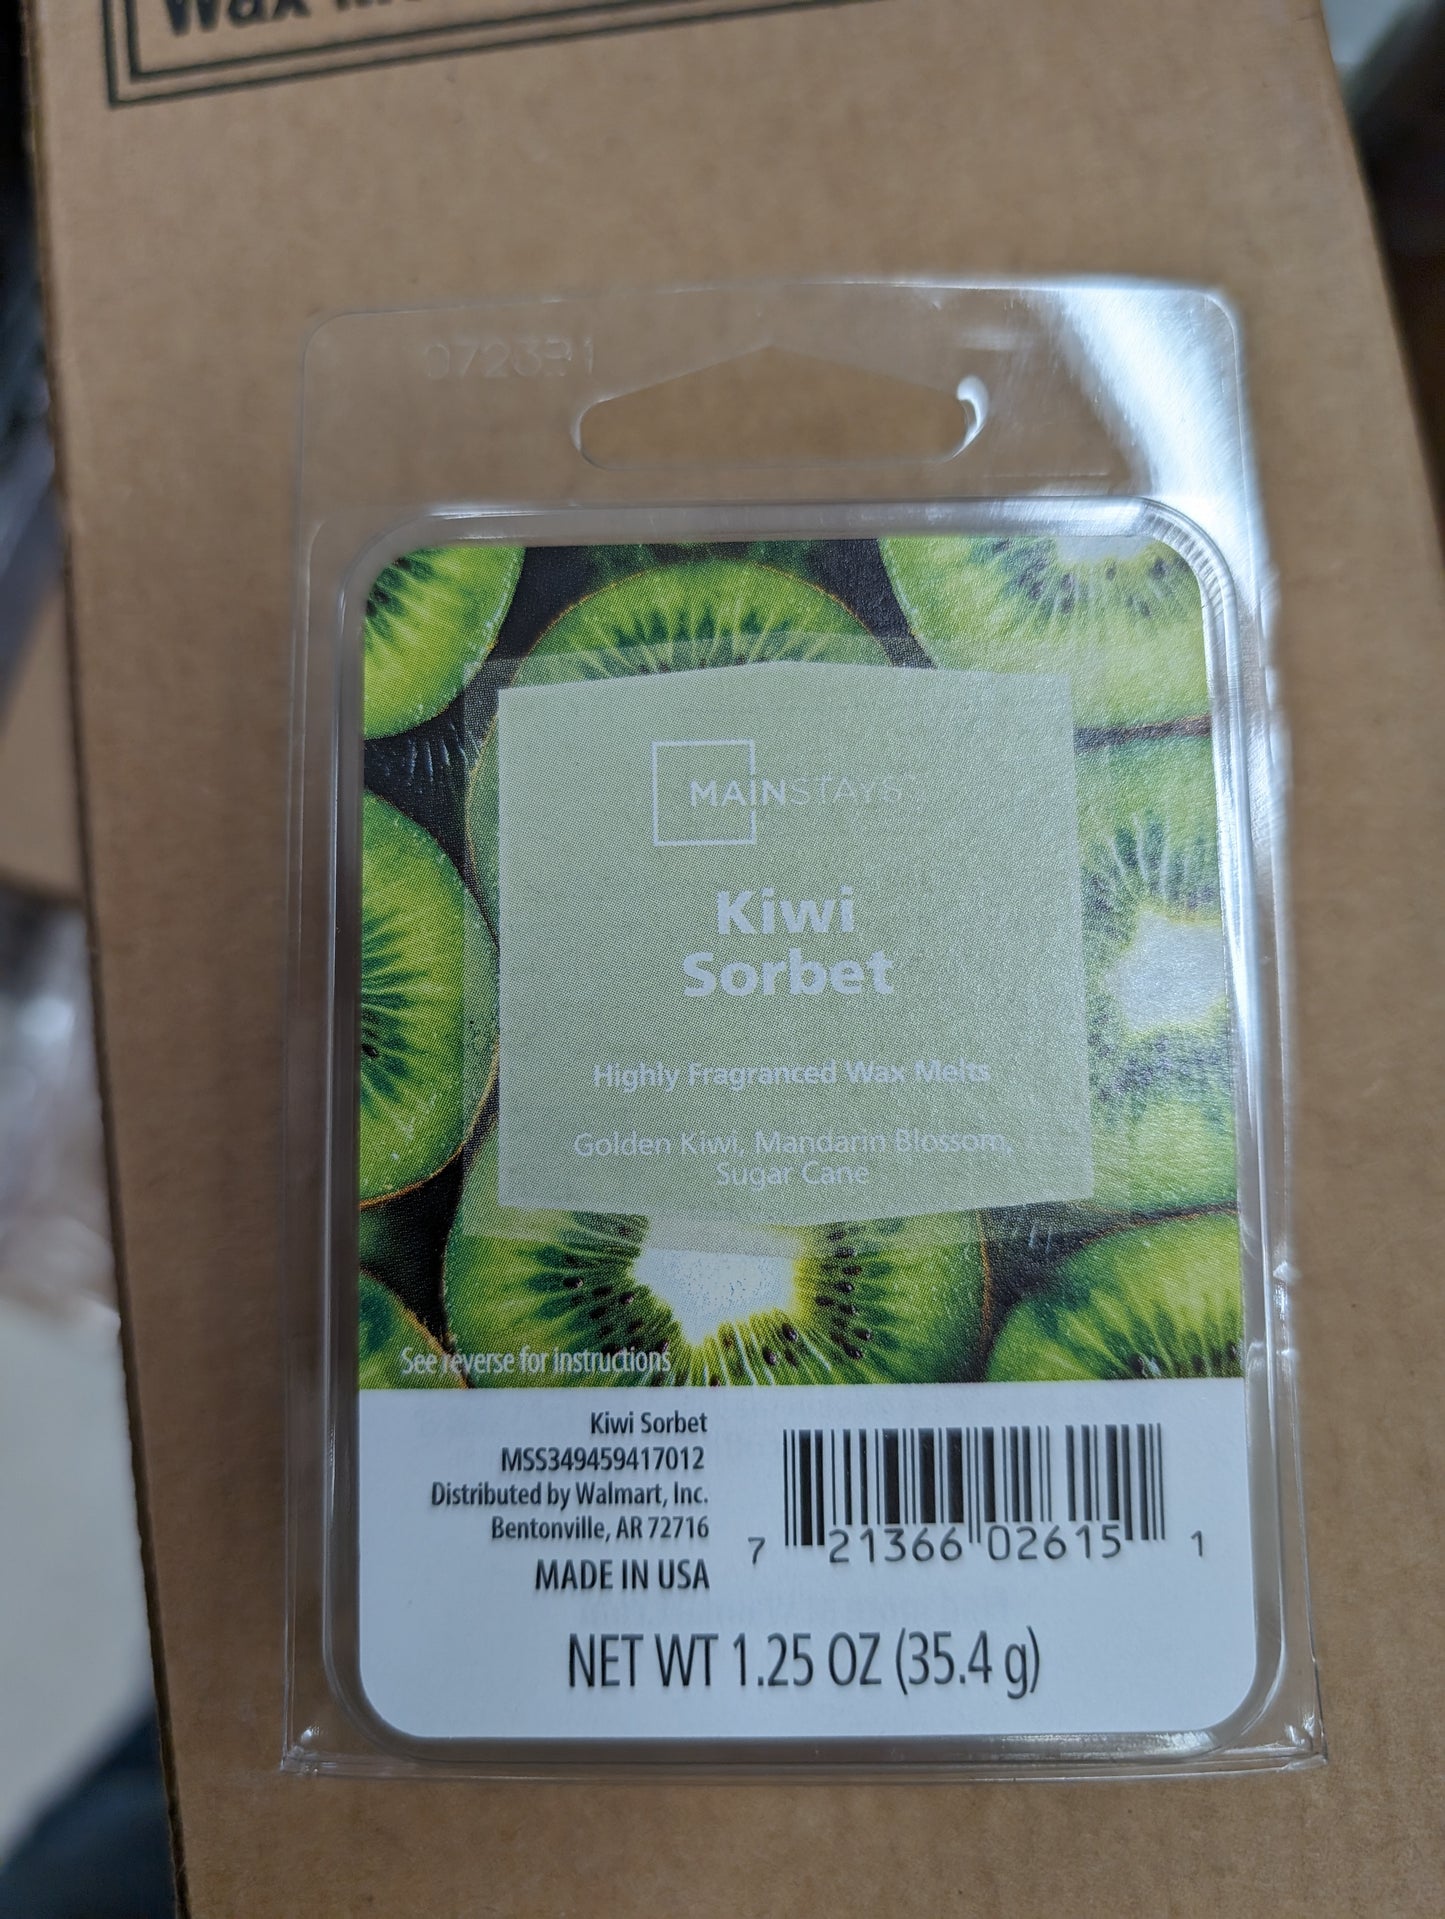 Wax
MAINSTAYS
Kiwi
Sorbet
Highly Fragranced Wax Melts
Golden Kiwi, Mandarin Blossom,
Sugar Cane
See reverse for instructions
Kiwi Sorbet
MSS349459417012
Distributed by Walmart, Inc.
Bentonville, AR 72716
MADE IN USA
7 21366 02615 1
NET WT 1.25 OZ (35.4 g)